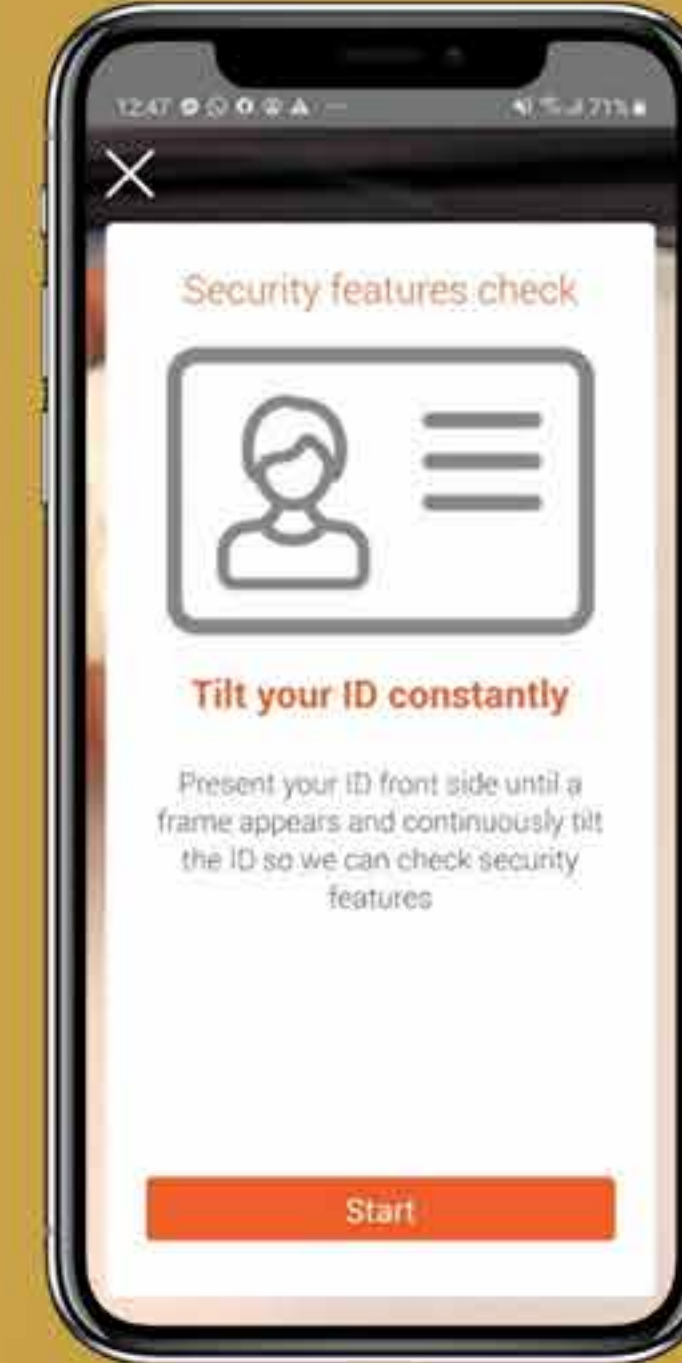 12:47
71%
Security features check
Tilt your ID constantly
Present your ID front side until a
frame appears and continuously tilt
the ID so we can check security
features
Start